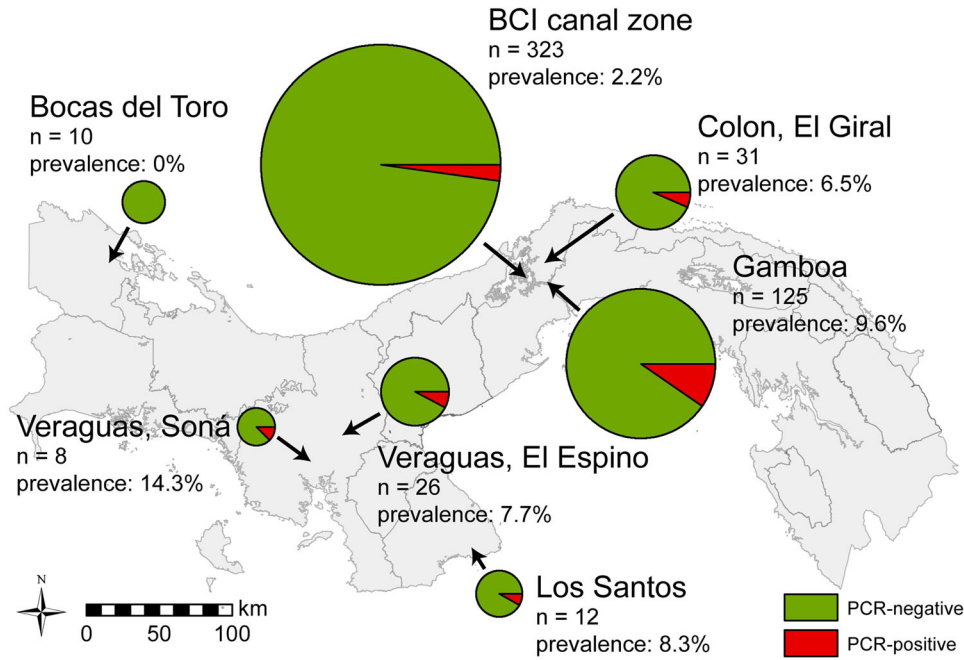 BCI canal zone
n = 323
prevalence: 2.2%
Bocas del Toro
n = 10
prevalence: 0%
Colon, El Giral
n = 31
prevalence: 6.5%
Gamboa
n = 125
prevalence: 9.6%
Veraguas, Soná
n = 8
prevalence: 14.3%
Veraguas, El Espino
n = 26
prevalence: 7.7%
Los Santos
n = 12
prevalence: 8.3%
N
km
0 50 100
PCR-negative
PCR-positive